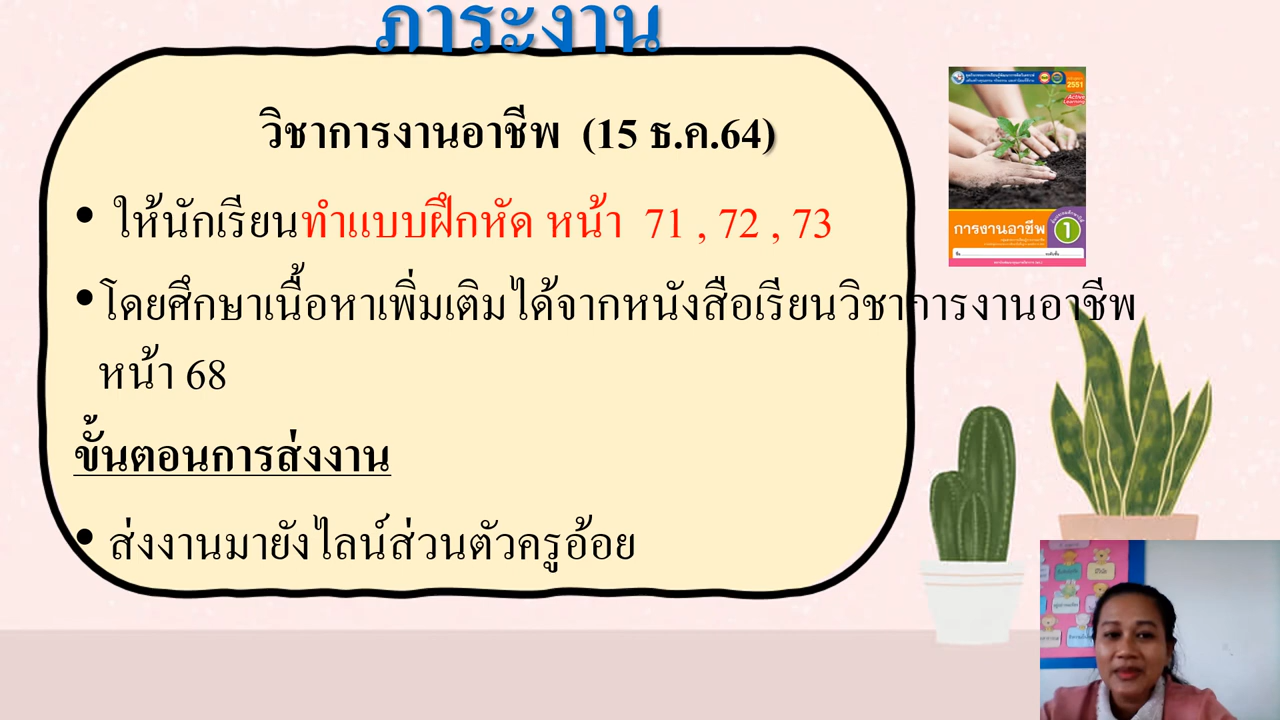 ภาระงาน
วิชาการงานอาชีพ (15 ธ.ค.64)
• ให้นักเรียนทำแบบฝึกหัด หน้า 71 , 72 , 73
• โดยศึกษาเนื้อหาเพิ่มเติมได้จากหนังสือเรียนวิชาการงานอาชีพ
หน้า 68
ขั้นตอนการส่งงาน
• ส่งงานมายังไลน์ส่วนตัวครูอ้อย
2551
Active
Learning
การงานอาชีพ
1